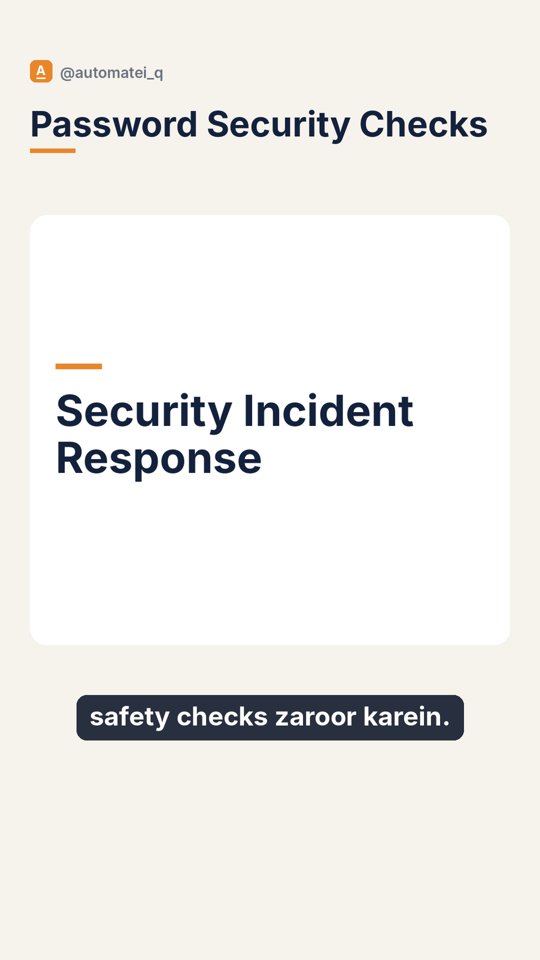 A
@automatei_q
Password Security Checks
Security Incident
Response
safety checks zaroor karein.